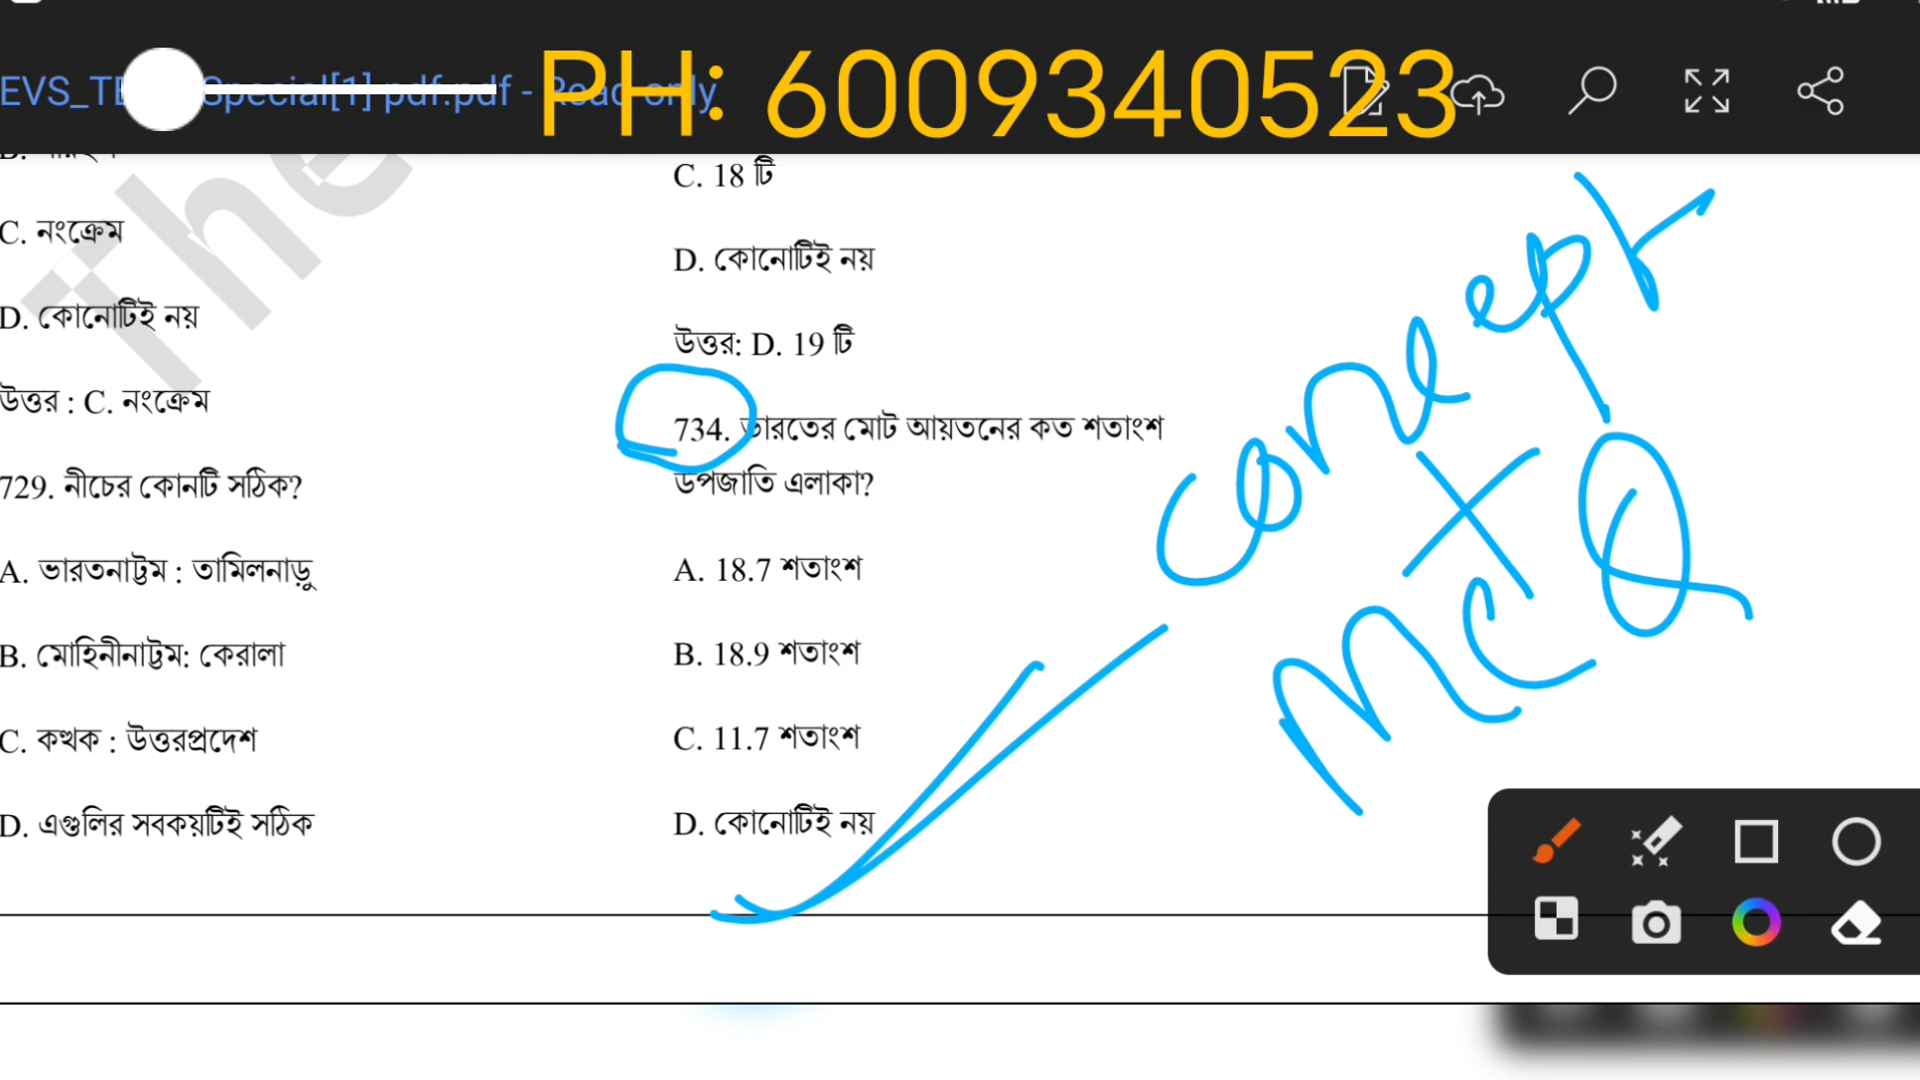 PH: 6009340523
EVS_TE Special[1] pdf.pdf - Read only
The
C. নংক্রেম
D. কোনোটিই নয়
উত্তর : C. নংক্রেম
729. নীচের কোনটি সঠিক?
A. ভারতনাট্টম : তামিলনাড়ু
B. মোহিনীনাট্টম: কেরালা
C. কত্থক : উত্তরপ্রদেশ
D. এগুলির সবকয়টিই সঠিক
C. 18 টি
D. কোনোটিই নয়
উত্তর: D. 19 টি
734. ভারতের মোট আয়তনের কত শতাংশ
উপজাতি এলাকা?
A. 18.7 শতাংশ
B. 18.9 শতাংশ
C. 11.7 শতাংশ
D. কোনোটিই নয়
concept
+
MCQ